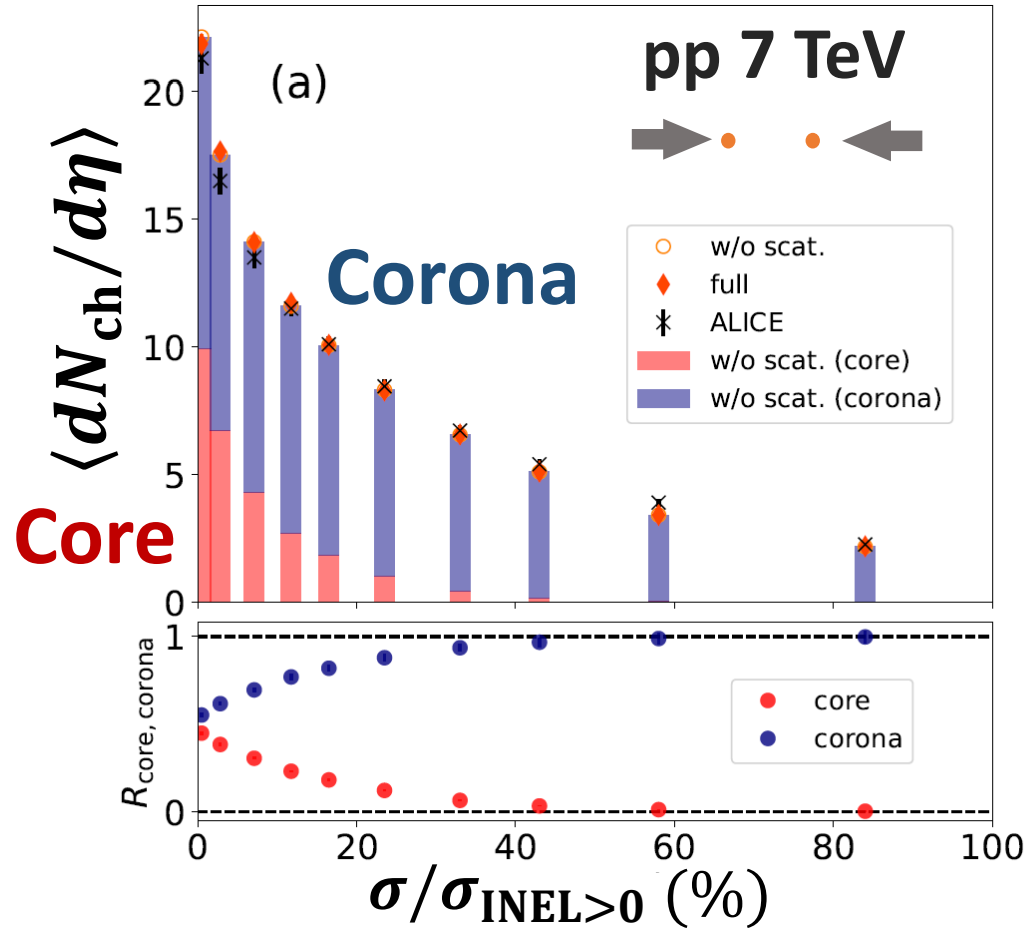 (a)
pp 7 TeV
⟨dN_ch/dη⟩
20
15
10
5
0
Corona
Core
w/o scat.
full
ALICE
w/o scat. (core)
w/o scat. (corona)
R_core, corona
1
0
core
corona
0 20 40 60 80 100
σ/σ_INEL>0 (%)